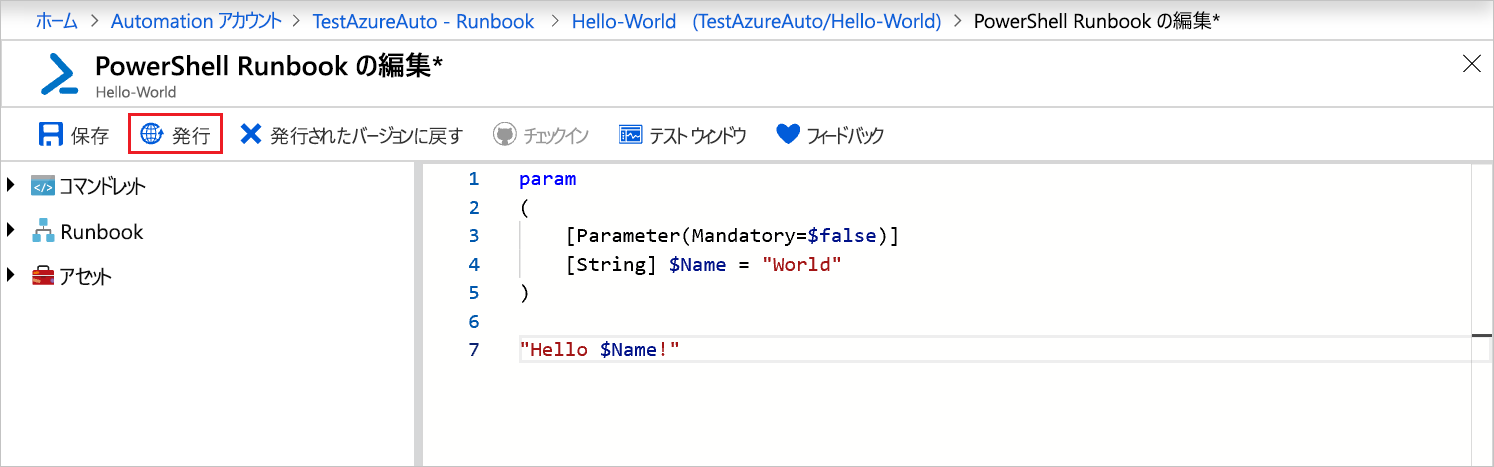 ホーム > Automation アカウント > TestAzureAuto - Runbook > Hello-World (TestAzureAuto/Hello-World) > PowerShell Runbook の編集*
PowerShell Runbook の編集*
Hello-World
保存 発行 発行されたバージョンに戻す チェックイン テスト ウィンドウ フィードバック
コマンドレット
Runbook
アセット
1 param
2 (
3 [Parameter(Mandatory=$false)]
4 [String] $Name = "World"
5 )
6
7 "Hello $Name!"